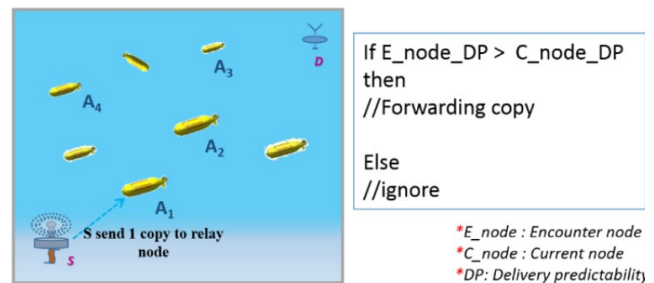 D
A3
A4
A2
A1
S send 1 copy to relay
node
S
If E_node_DP > C_node_DP
then
//Forwarding copy
Else
//ignore
*E_node : Encounter node
*C_node : Current node
*DP: Delivery predictability